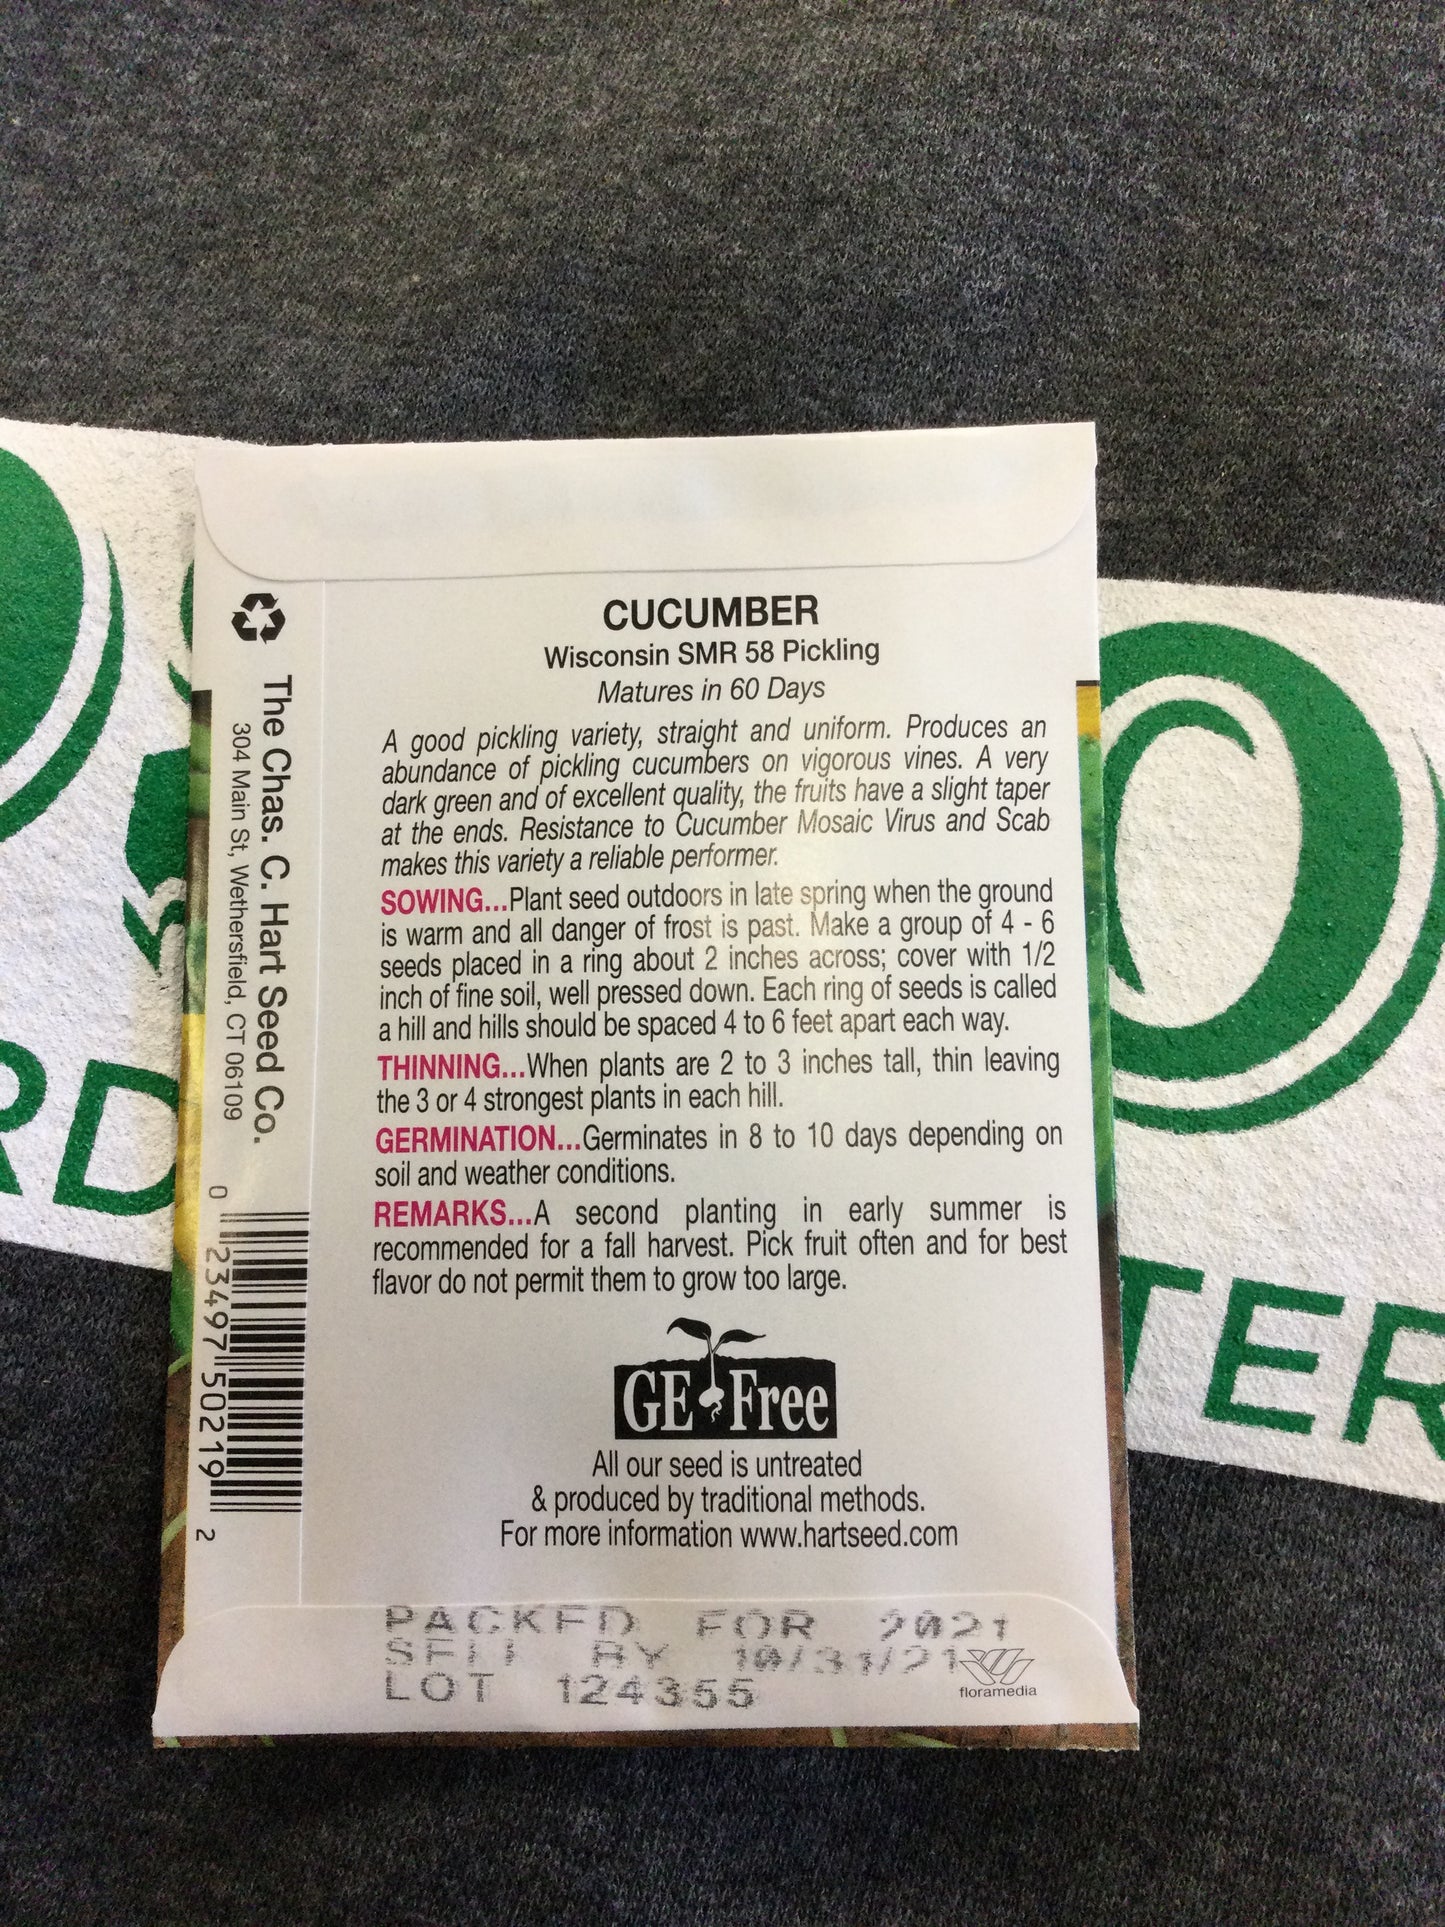 CUCUMBER
Wisconsin SMR 58 Pickling
Matures in 60 Days
A good pickling variety, straight and uniform. Produces an
abundance of pickling cucumbers on vigorous vines. A very
dark green and of excellent quality, the fruits have a slight taper
at the ends. Resistance to Cucumber Mosaic Virus and Scab
makes this variety a reliable performer.
SOWING...Plant seed outdoors in late spring when the ground
is warm and all danger of frost is past. Make a group of 4 - 6
seeds placed in a ring about 2 inches across; cover with 1/2
inch of fine soil, well pressed down. Each ring of seeds is called
a hill and hills should be spaced 4 to 6 feet apart each way.
THINNING...When plants are 2 to 3 inches tall, thin leaving
the 3 or 4 strongest plants in each hill.
GERMINATION...Germinates in 8 to 10 days depending on
soil and weather conditions.
REMARKS...A second planting in early summer is
recommended for a fall harvest. Pick fruit often and for best
flavor do not permit them to grow too large.
GE Free
All our seed is untreated
& produced by traditional methods.
For more information www.hartseed.com
PACKED FOR 2021
SELL BY 10/31/21
LOT 124355
floramedia
The Chas. C. Hart Seed Co.
304 Main St, Wethersfield, CT 06109
0 23497 50219 2
RD
O
TER